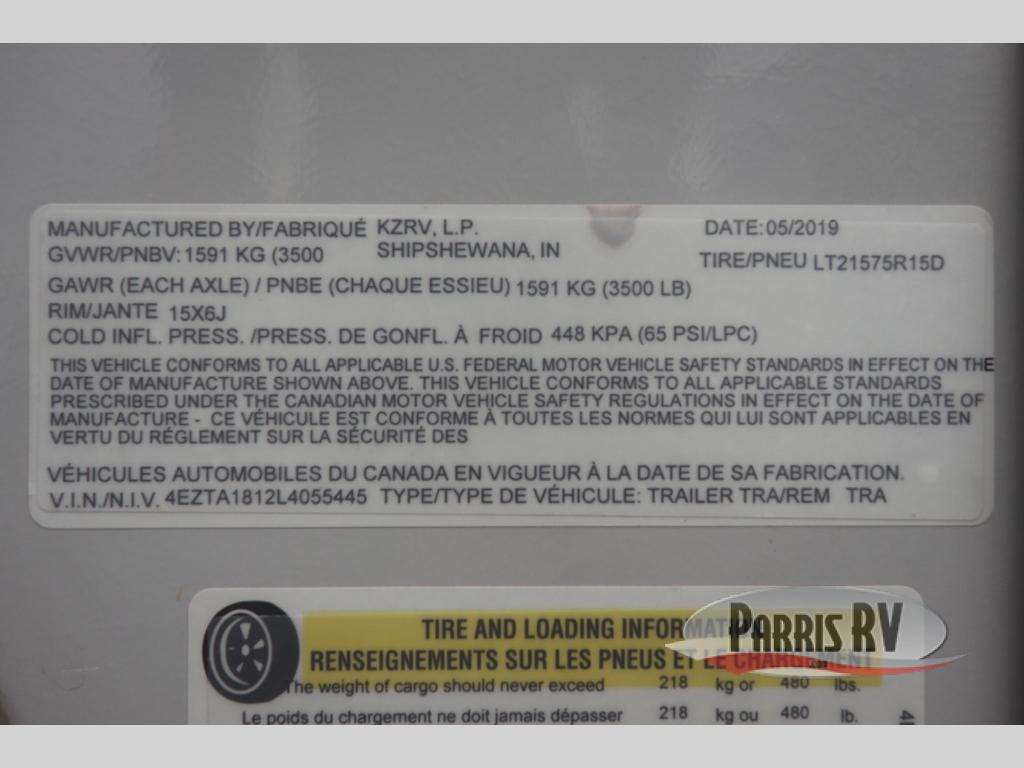 MANUFACTURED BY/FABRIQUÉ KZRV, L.P. DATE:05/2019
GVWR/PNBV: 1591 KG (3500 SHIPSHEWANA, IN TIRE/PNEU LT21575R15D
GAWR (EACH AXLE) / PNBE (CHAQUE ESSIEU) 1591 KG (3500 LB)
RIM/JANTE 15X6J
COLD INFL. PRESS. /PRESS. DE GONFL. À FROID 448 KPA (65 PSI/LPC)
THIS VEHICLE CONFORMS TO ALL APPLICABLE U.S. FEDERAL MOTOR VEHICLE SAFETY STANDARDS IN EFFECT ON THE
DATE OF MANUFACTURE SHOWN ABOVE. THIS VEHICLE CONFORMS TO ALL APPLICABLE STANDARDS
PRESCRIBED UNDER THE CANADIAN MOTOR VEHICLE SAFETY REGULATIONS IN EFFECT ON THE DATE OF
MANUFACTURE - CE VÉHICULE EST CONFORME À TOUTES LES NORMES QUI LUI SONT APPLICABLES EN
VERTU DU RÉGLEMENT SUR LA SÉCURITÉ DES
VÉHICULES AUTOMOBILES DU CANADA EN VIGUEUR À LA DATE DE SA FABRICATION.
V.I.N./N.I.V. 4EZTA1812L4055445 TYPE/TYPE DE VÉHICULE: TRAILER TRA/REM TRA
TIRE AND LOADING INFORMATION
RENSEIGNEMENTS SUR LES PNEUS ET LE CHARGEMENT
PARRIS RV
The weight of cargo should never exceed 218 kg or 480 lbs.
Le poids du chargement ne doit jamais dépasser 218 kg ou 480 lb.